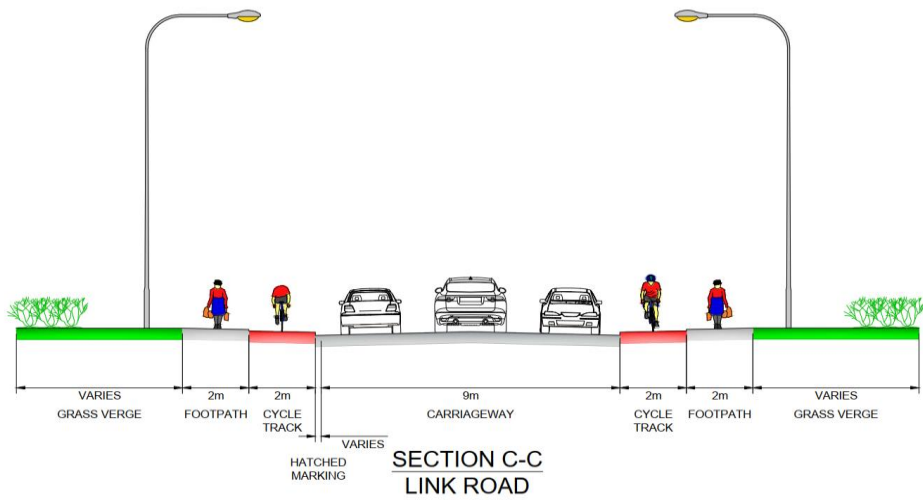 VARIES
GRASS VERGE
2m
FOOTPATH
2m
CYCLE
TRACK
VARIES
HATCHED
MARKING
9m
CARRIAGEWAY
2m
CYCLE
TRACK
2m
FOOTPATH
VARIES
GRASS VERGE
SECTION C-C
LINK ROAD